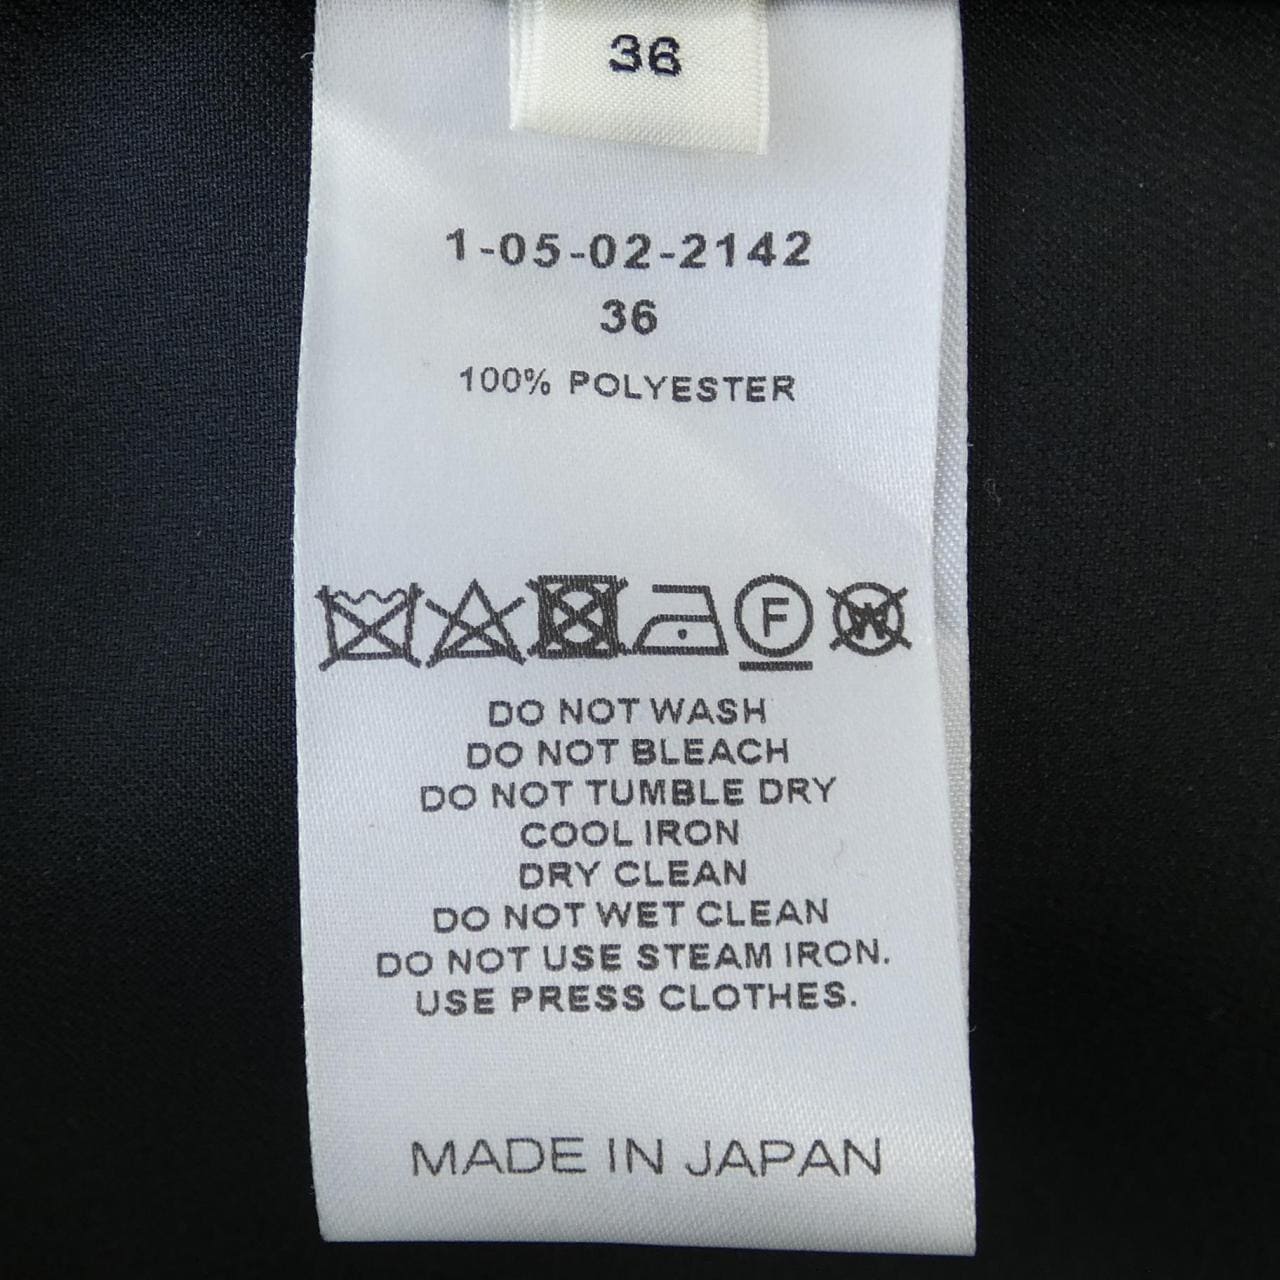 36
1-05-02-2142
36
100% POLYESTER
F
W
DO NOT WASH
DO NOT BLEACH
DO NOT TUMBLE DRY
COOL IRON
DRY CLEAN
DO NOT WET CLEAN
DO NOT USE STEAM IRON.
USE PRESS CLOTHES.
MADE IN JAPAN